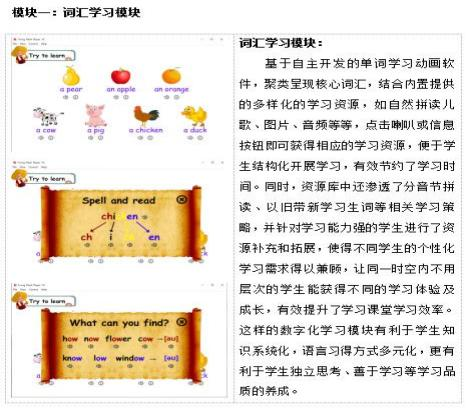 模块一：词汇学习模块
Try to learn
a pear an apple an orange
a cow a pig a chicken a duck
Try to learn
Spell and read
chicken
ch i en
Try to learn
What can you find?
how now flower cow →[aʊ]
know low window → [əʊ]
词汇学习模块：
基于自主开发的单词学习动画软
件，聚类呈现核心词汇，结合内置提供
的多样化的学习资源，如自然拼读儿
歌、图片、音频等等，点击喇叭或信息
按钮即可获得相应的学习资源，便于学
生结构化开展学习，有效节约了学习时
间。同时，资源库中还渗透了分音节拼
读、以旧带新学习生词等相关学习策
略，并针对学习能力强的学生进行了资
源补充和拓展，使得不同学生的个性化
学习需求得以兼顾，让同一时空内不用
层次的学生能获得不同的学习体验及
成长，有效提升了学习课堂学习效率。
这样的数字化学习模块有利于学生知
识系统化，语言习得方式多元化，更有
利于学生独立思考、善于学习等学习品
质的养成。